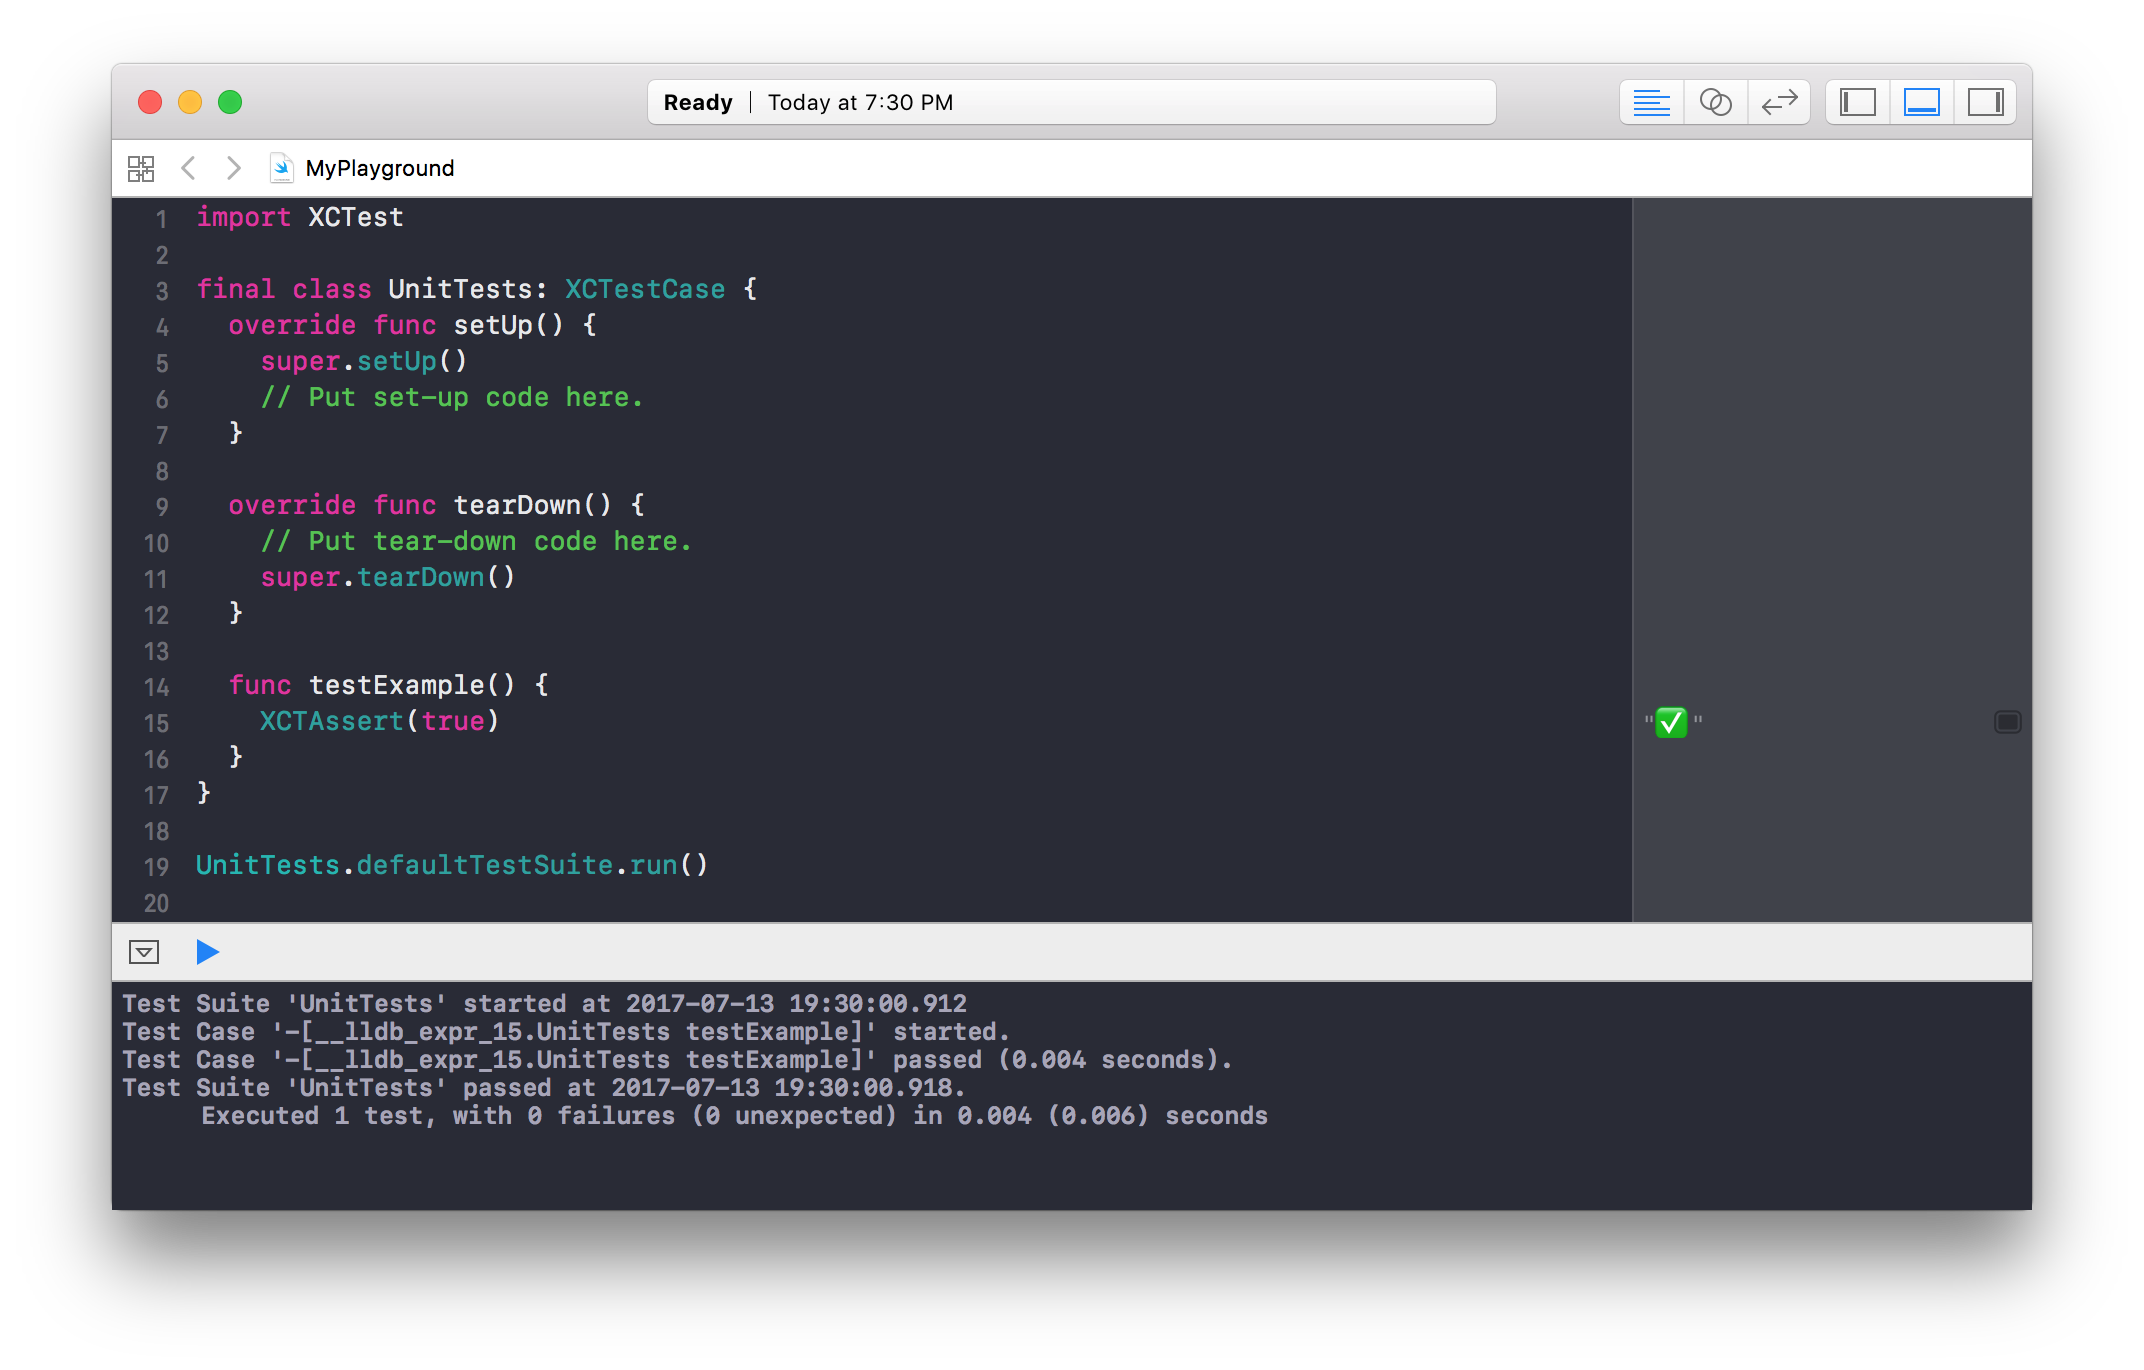 Ready | Today at 7:30 PM
MyPlayground
1 import XCTest
2
3 final class UnitTests: XCTestCase {
4   override func setUp() {
5     super.setUp()
6     // Put set-up code here.
7   }
8
9   override func tearDown() {
10     // Put tear-down code here.
11     super.tearDown()
12   }
13
14   func testExample() {
15     XCTAssert(true) "✅"
16   }
17 }
18
19 UnitTests.defaultTestSuite.run()
20
Test Suite 'UnitTests' started at 2017-07-13 19:30:00.912
Test Case '-[__lldb_expr_15.UnitTests testExample]' started.
Test Case '-[__lldb_expr_15.UnitTests testExample]' passed (0.004 seconds).
Test Suite 'UnitTests' passed at 2017-07-13 19:30:00.918.
     Executed 1 test, with 0 failures (0 unexpected) in 0.004 (0.006) seconds